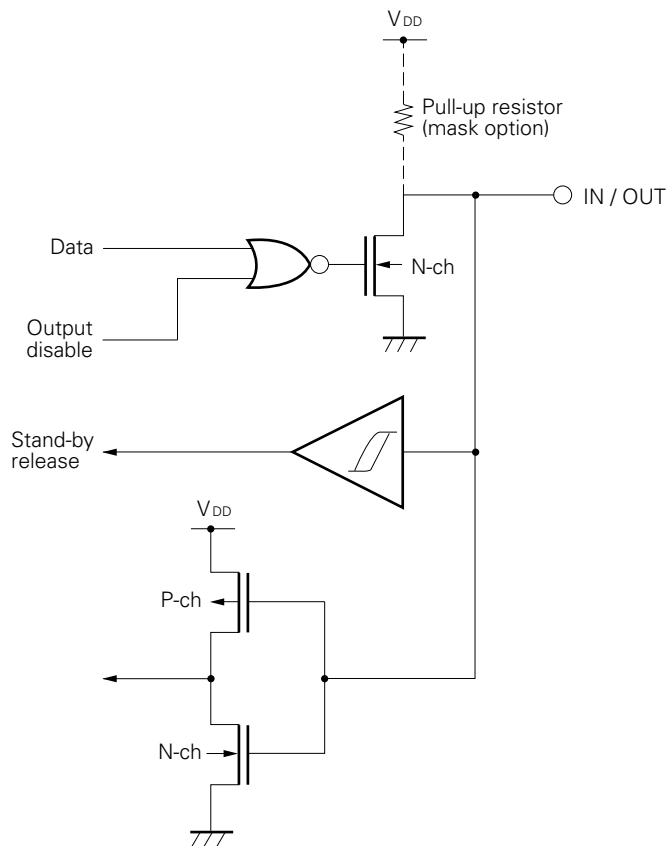 VDD
Pull-up resistor
(mask option)
IN / OUT
Data
N-ch
Output
disable
Stand-by
release
VDD
P-ch
N-ch